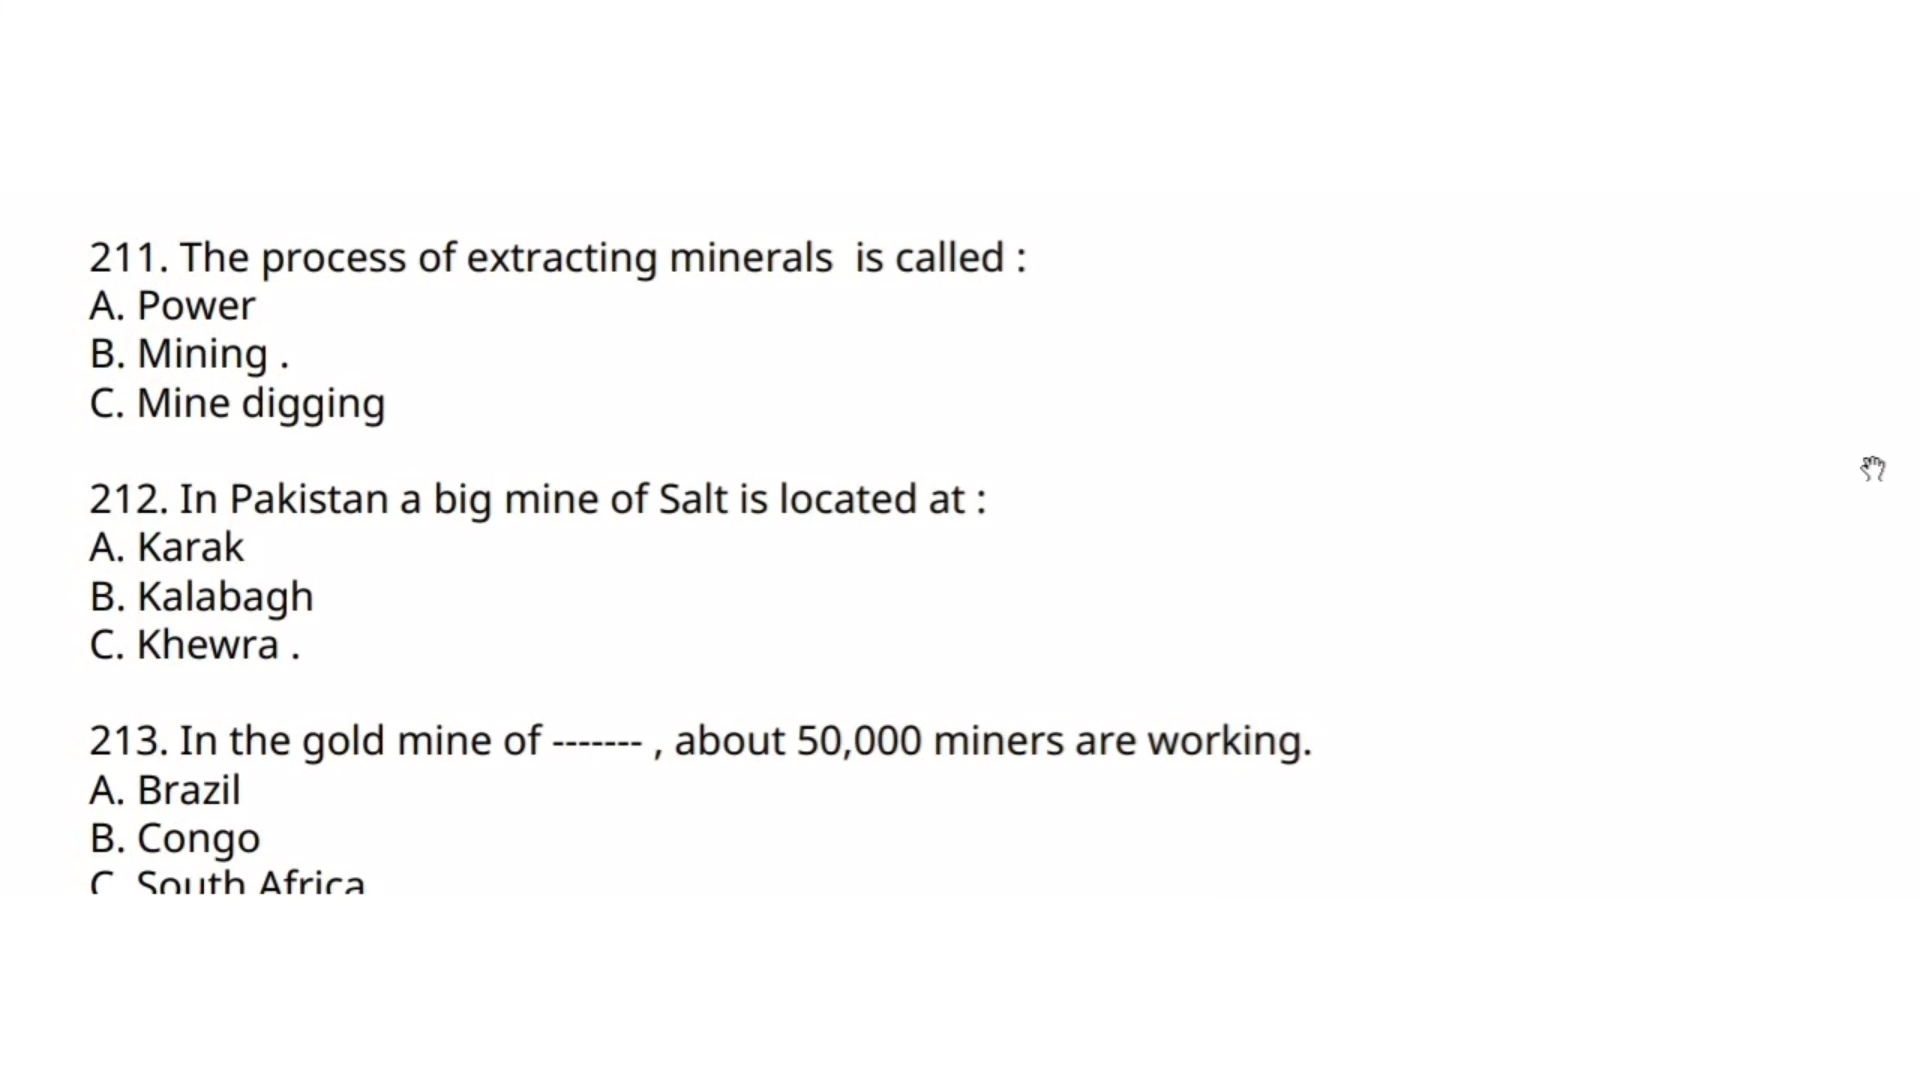 211. The process of extracting minerals  is called :
A. Power
B. Mining .
C. Mine digging
212. In Pakistan a big mine of Salt is located at :
A. Karak
B. Kalabagh
C. Khewra .
213. In the gold mine of ------- , about 50,000 miners are working.
A. Brazil
B. Congo
C. South Africa